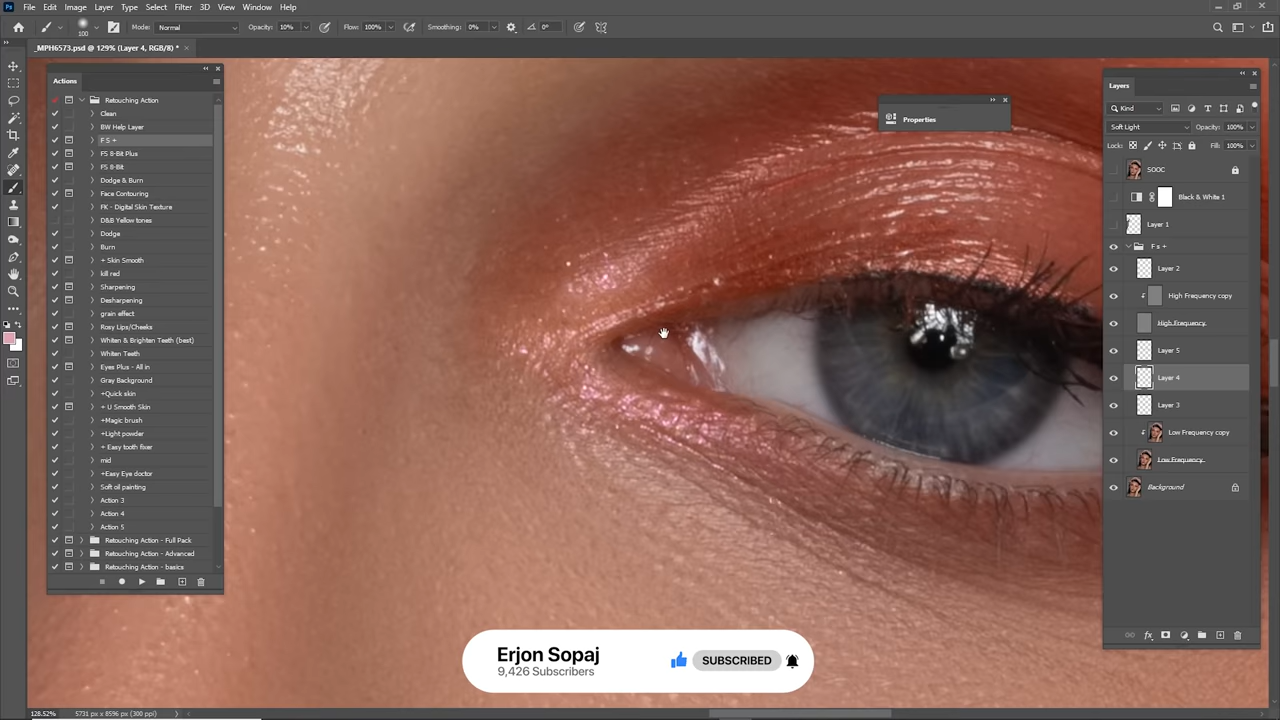 File Edit Image Layer Type Select Filter 3D View Window Help
100 Mode: Normal Opacity: 10% Flow: 100% Smoothing: 0% 0°
_MPH6573.psd @ 129% (Layer 4, RGB/8) *
Actions
Retouching Action
Clean
BW Help Layer
F S +
FS 8-Bit Plus
FS 8-Bit
Dodge & Burn
Face Contouring
FK - Digital Skin Texture
D&B Yellow tones
Dodge
Burn
+ Skin Smooth
kill red
Sharpening
Desharpening
grain effect
Rosy Lips/Cheeks
Whiten & Brighten Teeth (best)
Whiten Teeth
Eyes Plus - All in
Gray Background
+Quick skin
+ U Smooth Skin
+Magic brush
+Light powder
+ Easy tooth fixer
mid
+Easy Eye doctor
Soft oil painting
Action 3
Action 4
Action 5
Retouching Action - Full Pack
Retouching Action - Advanced
Retouching Action - basics
Properties
Layers
Kind
Soft Light Opacity: 100%
Lock: Fill: 100%
SOOC
Black & White 1
Layer 1
F s +
Layer 2
High Frequency copy
High Frequency
Layer 5
Layer 4
Layer 3
Low Frequency copy
Low Frequency
Background
Erjon Sopaj
9,426 Subscribers
SUBSCRIBED
128.52% 5731 px x 8596 px (300 ppi)